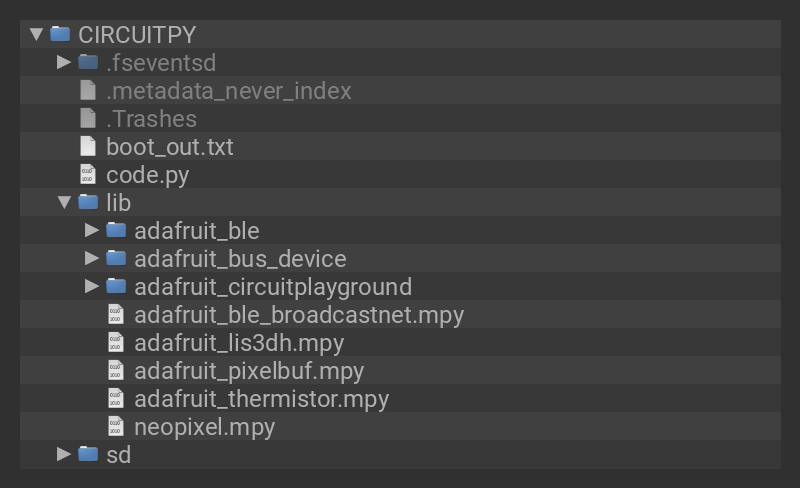 CIRCUITPY
.fseventsd
.metadata_never_index
.Trashes
boot_out.txt
code.py
lib
adafruit_ble
adafruit_bus_device
adafruit_circuitplayground
adafruit_ble_broadcastnet.mpy
adafruit_lis3dh.mpy
adafruit_pixelbuf.mpy
adafruit_thermistor.mpy
neopixel.mpy
sd